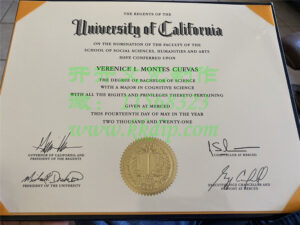 THE REGENTS OF THE
University of California
ON THE NOMINATION OF THE FACULTY OF THE
SCHOOL OF SOCIAL SCIENCES, HUMANITIES AND ARTS
HAVE CONFERRED UPON
VERENICE L. MONTES CUEVAS
THE DEGREE OF BACHELOR OF SCIENCE
WITH A MAJOR IN COGNITIVE SCIENCE
WITH ALL THE RIGHTS AND PRIVILEGES THERETO PERTAINING
GIVEN AT MERCED
THIS FOURTEENTH DAY OF MAY IN THE YEAR
TWO THOUSAND AND TWENTY-ONE
GOVERNOR OF CALIFORNIA AND
PRESIDENT OF THE REGENTS
CHANCELLOR AT MERCED
PRESIDENT OF THE UNIVERSITY
AT MERCED